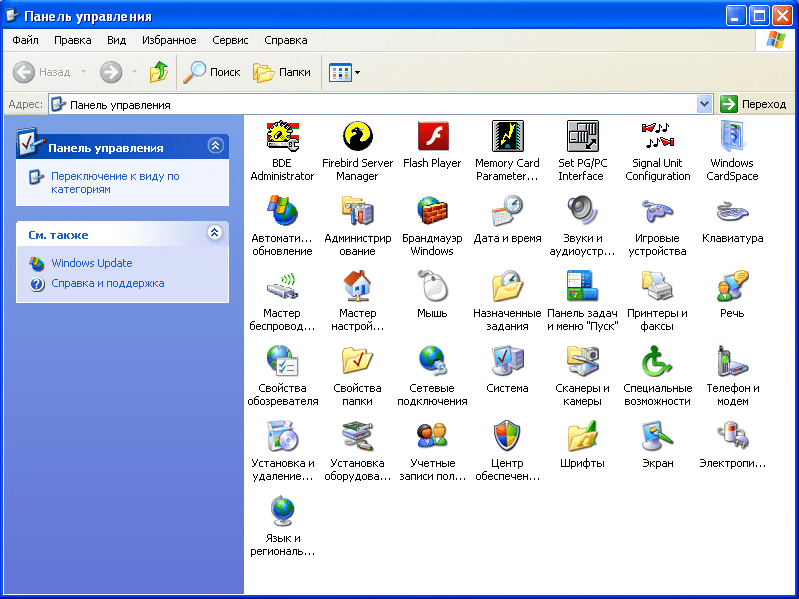 Панель управления
Файл Правка Вид Избранное Сервис Справка
Назад Поиск Папки
Адрес: Панель управления Переход
Панель управления
Переключение к виду по
категориям
См. также
Windows Update
Справка и поддержка
BDE
Administrator
Firebird Server
Manager
Flash Player
Memory Card
Parameter...
Set PG/PC
Interface
Signal Unit
Configuration
Windows
CardSpace
Автомати...
обновление
Администрир
ование
Брандмауэр
Windows
Дата и время
Звуки и
аудиоустр...
Игровые
устройства
Клавиатура
Мастер
беспровод...
Мастер
настрой...
Мышь
Назначенные
задания
Панель задач
и меню "Пуск"
Принтеры и
факсы
Речь
Свойства
обозревателя
Свойства
папки
Сетевые
подключения
Система
Сканеры и
камеры
Специальные
возможности
Телефон и
модем
Установка и
удаление...
Установка
оборудова...
Учетные
записи пол...
Центр
обеспечен...
Шрифты
Экран
Электропи...
Язык и
региональ...